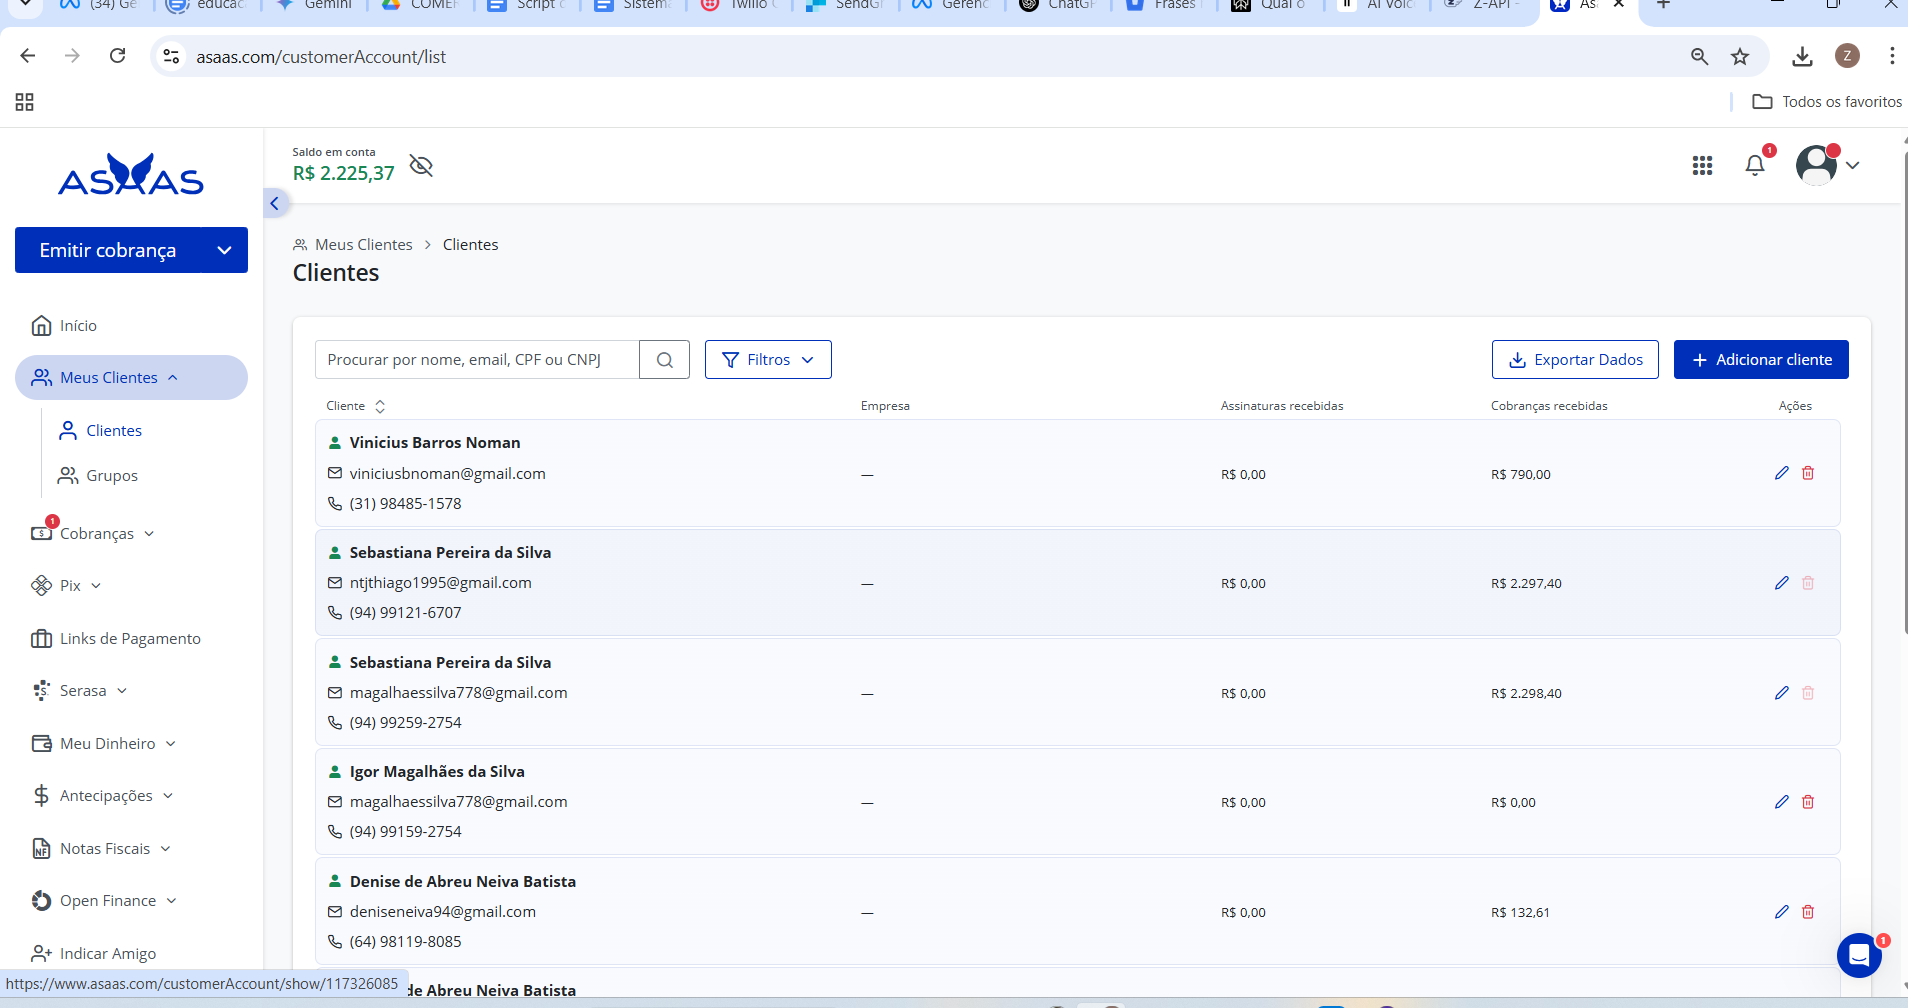 (34) Ge
educac
Gemini
COMER
Script c
Sistema
Twilio C
SendGr
Gerenc
ChatGP
Frases
Qual o
AI Voic
Z-API -
As
asaas.com/customerAccount/list
Z
Todos os favoritos
ASAAS
Saldo em conta
R$ 2.225,37
1
Emitir cobrança
Meus Clientes > Clientes
Clientes
Início
Meus Clientes
Clientes
Grupos
1
Cobranças
Pix
Links de Pagamento
Serasa
Meu Dinheiro
Antecipações
Notas Fiscais
Open Finance
Indicar Amigo
Procurar por nome, email, CPF ou CNPJ
Filtros
Exportar Dados
+ Adicionar cliente
Cliente Empresa Assinaturas recebidas Cobranças recebidas Ações
Vinicius Barros Noman
viniciusbnoman@gmail.com — R$ 0,00 R$ 790,00
(31) 98485-1578
Sebastiana Pereira da Silva
ntjthiago1995@gmail.com — R$ 0,00 R$ 2.297,40
(94) 99121-6707
Sebastiana Pereira da Silva
magalhaessilva778@gmail.com — R$ 0,00 R$ 2.298,40
(94) 99259-2754
Igor Magalhães da Silva
magalhaessilva778@gmail.com — R$ 0,00 R$ 0,00
(94) 99159-2754
Denise de Abreu Neiva Batista
deniseneiva94@gmail.com — R$ 0,00 R$ 132,61
(64) 98119-8085
de Abreu Neiva Batista
1
https://www.asaas.com/customerAccount/show/117326085